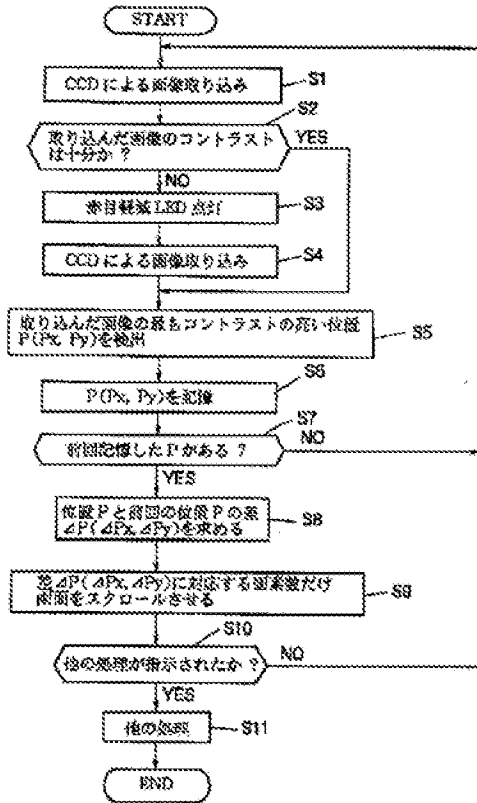 START
CCDによる画像取り込み
S1
S2
取り込んだ画像のコントラスト
は十分か ?
YES
NO
赤目軽減LED 点灯
S3
CCDによる画像取り込み
S4
取り込んだ画像の最もコントラストの高い位置
P(Px, Py)を検出
S5
S6
P(Px, Py)を記憶
S7
前回記憶したPがある ?
NO
YES
位置Pと前回の位置Pの差
⊿P(⊿Px,⊿Py)を求める
S8
差⊿P(⊿Px,⊿Py)に対応する画素数だけ
画面をスクロールさせる
S9
S10
他の処理が指示されたか ?
NO
YES
他の処理
S11
END